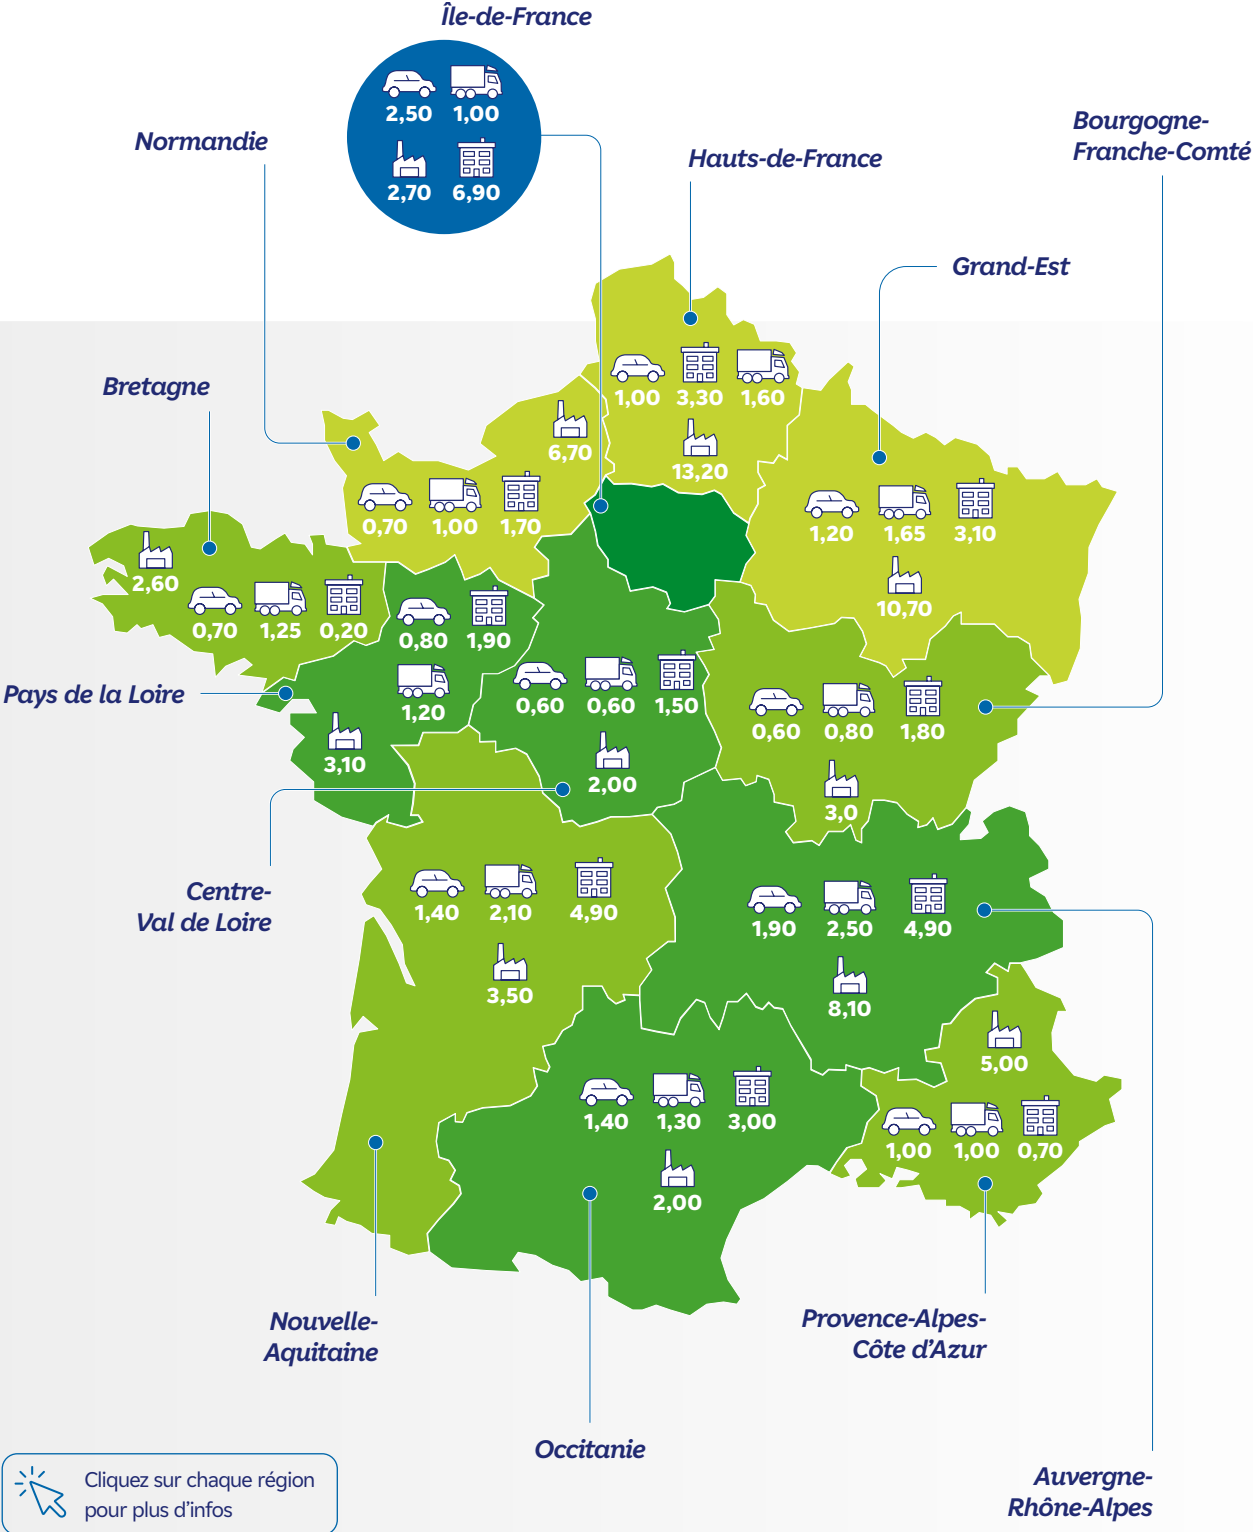 Île-de-France
2,50 1,00
2,70 6,90
Normandie
Hauts-de-France
Bourgogne-
Franche-Comté
Grand-Est
Bretagne
1,00 3,30 1,60
13,20
6,70
0,70 1,00 1,70
1,20 1,65 3,10
10,70
2,60
0,70 1,25 0,20
0,80 1,90
1,20
3,10
Pays de la Loire
0,60 0,60 1,50
2,00
0,60 0,80 1,80
3,0
Centre-
Val de Loire
1,40 2,10 4,90
3,50
1,90 2,50 4,90
8,10
5,00
1,00 1,00 0,70
1,40 1,30 3,00
2,00
Nouvelle-
Aquitaine
Provence-Alpes-
Côte d'Azur
Occitanie
Auvergne-
Rhône-Alpes
Cliquez sur chaque région
pour plus d'infos